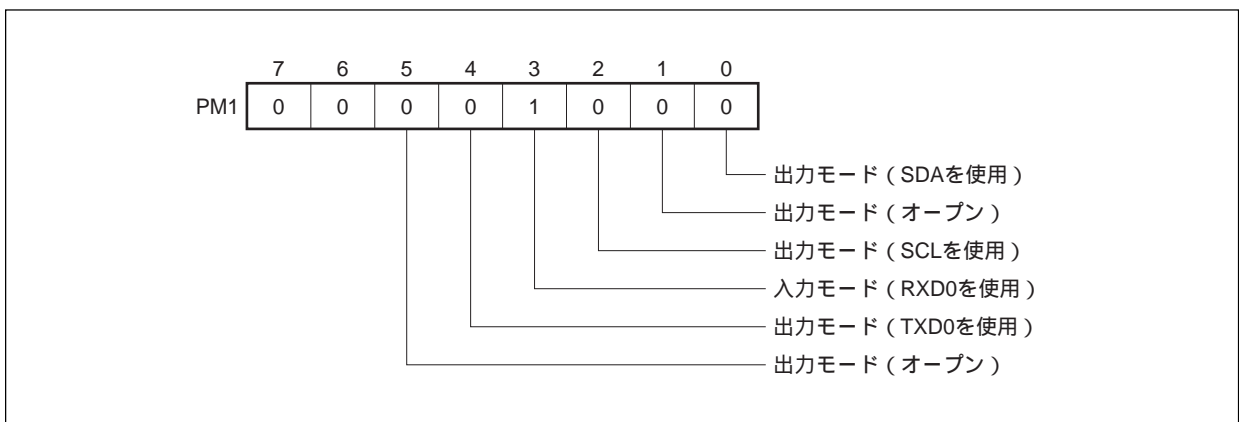 7 6 5 4 3 2 1 0
PM1 0 0 0 0 1 0 0 0
出力モード（SDAを使用）
出力モード（オープン）
出力モード（SCLを使用）
入力モード（RXD0を使用）
出力モード（TXD0を使用）
出力モード（オープン）